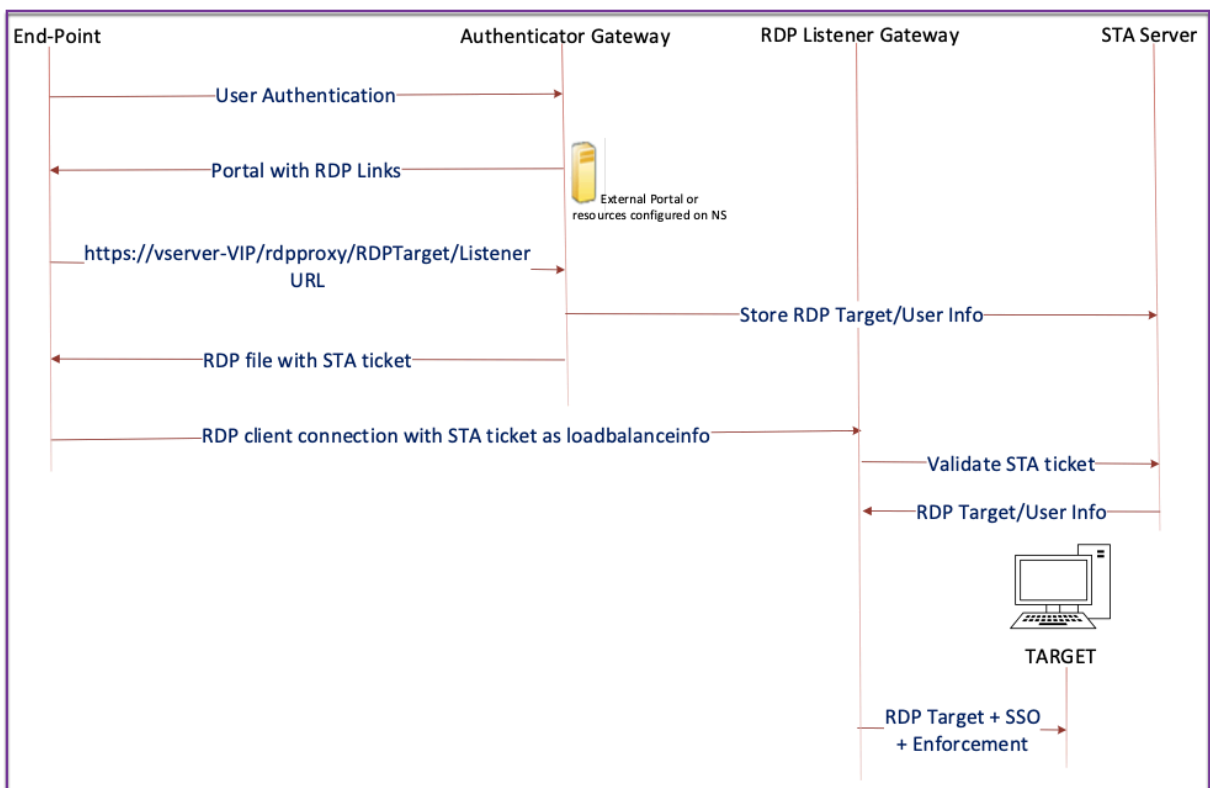 End-Point
Authenticator Gateway
RDP Listener Gateway
STA Server
User Authentication
Portal with RDP Links
External Portal or
resources configured on NS
https://vserver-VIP/rdpproxy/RDPTarget/Listener
URL
Store RDP Target/User Info
RDP file with STA ticket
RDP client connection with STA ticket as loadbalanceinfo
Validate STA ticket
RDP Target/User Info
TARGET
RDP Target + SSO
+ Enforcement